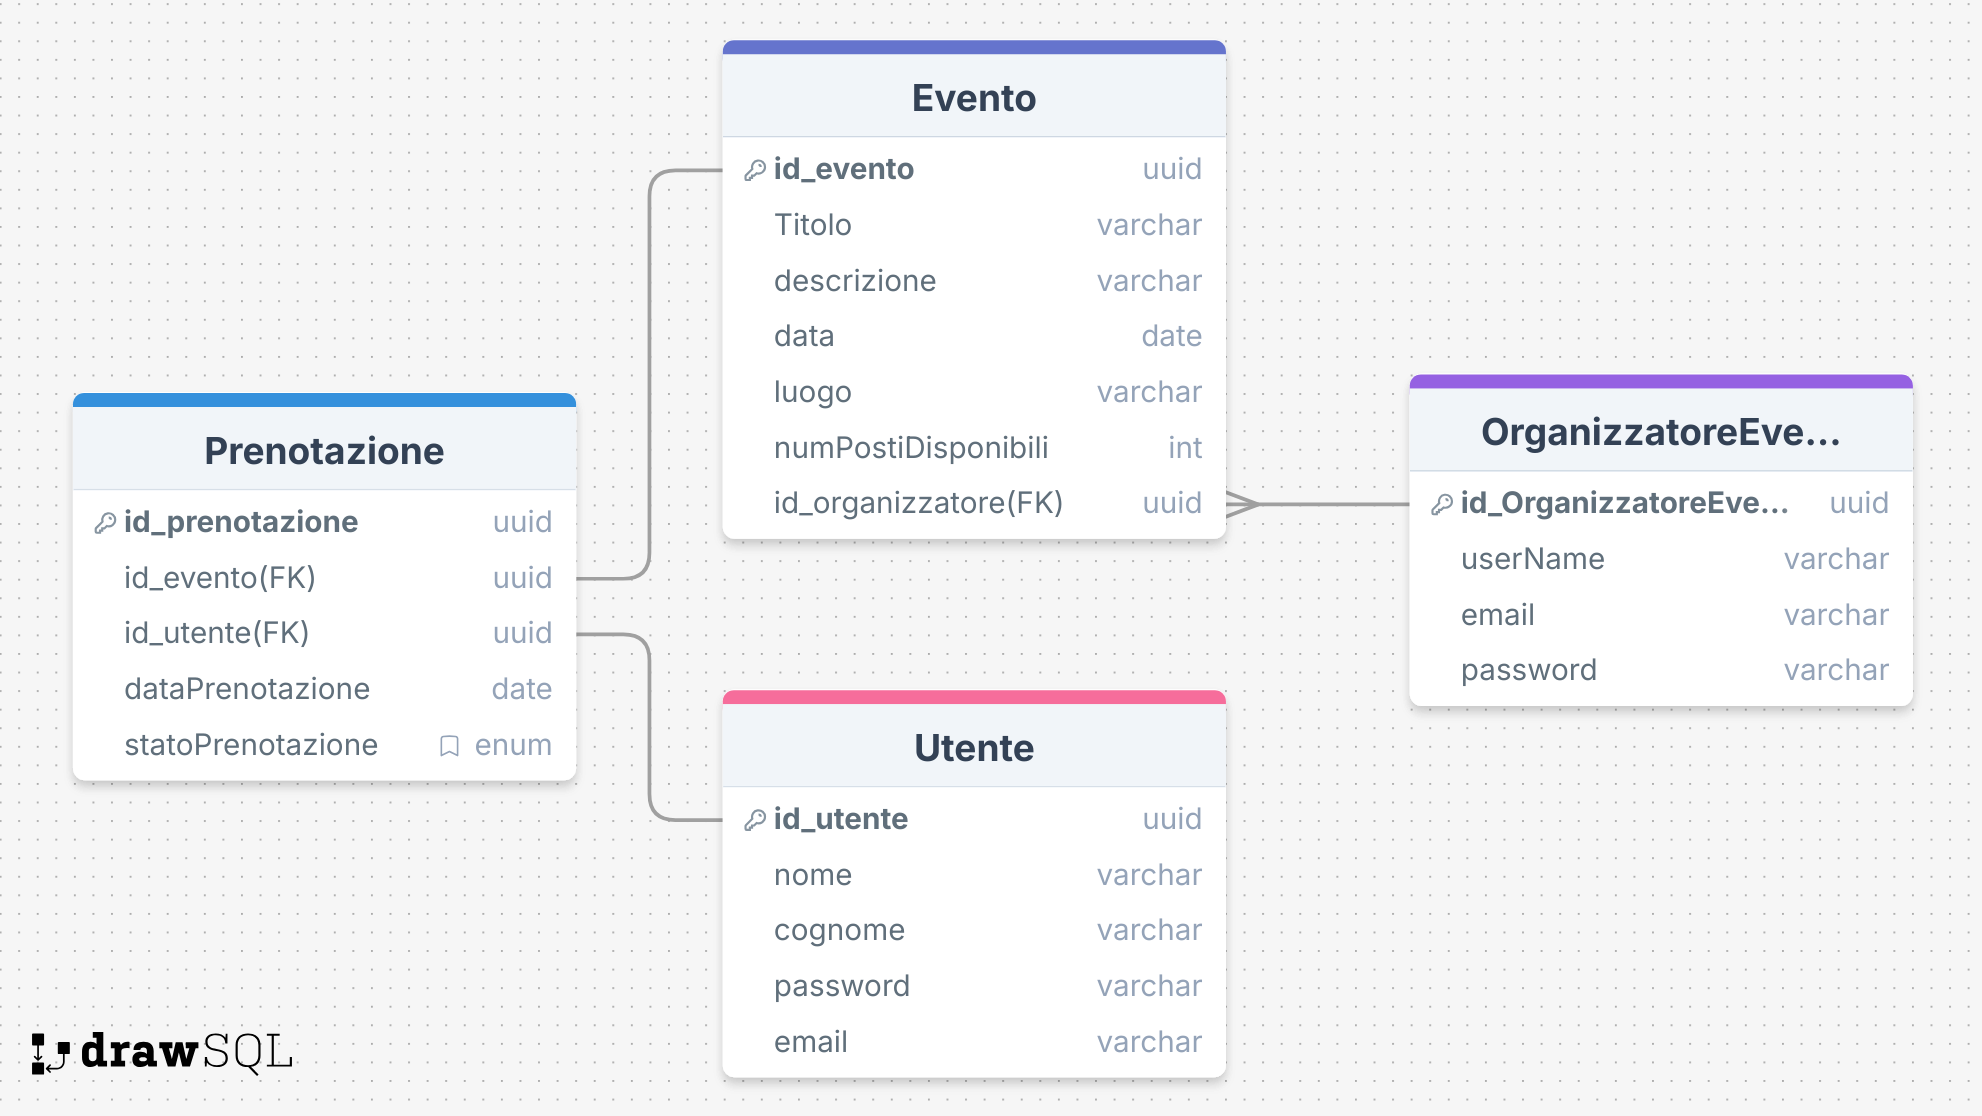 Evento
id_evento uuid
Titolo varchar
descrizione varchar
data date
luogo varchar
numPostiDisponibili int
id_organizzatore(FK) uuid
Prenotazione
id_prenotazione uuid
id_evento(FK) uuid
id_utente(FK) uuid
dataPrenotazione date
statoPrenotazione enum
OrganizzatoreEve...
id_OrganizzatoreEve... uuid
userName varchar
email varchar
password varchar
Utente
id_utente uuid
nome varchar
cognome varchar
password varchar
email varchar
drawSQL